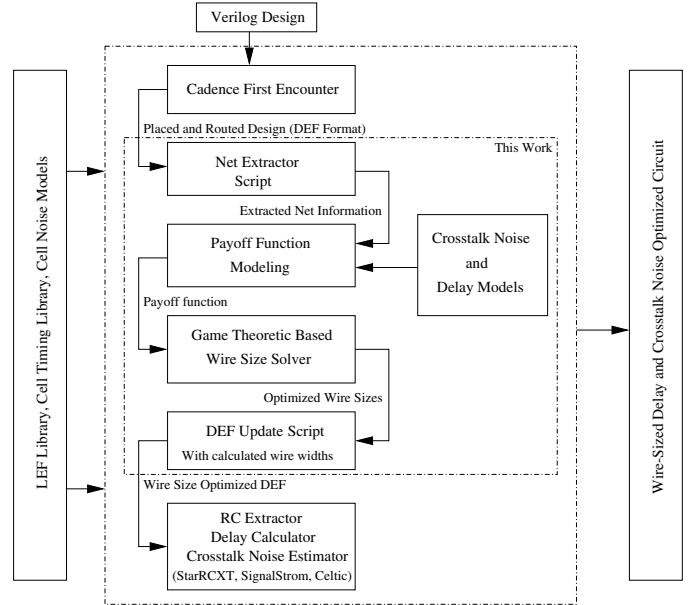 Verilog Design
LEF Library, Cell Timing Library, Cell Noise Models
Cadence First Encounter
Placed and Routed Design (DEF Format)
This Work
Net Extractor
Script
Extracted Net Information
Payoff Function
Modeling
Crosstalk Noise
and
Delay Models
Payoff function
Game Theoretic Based
Wire Size Solver
Optimized Wire Sizes
DEF Update Script
With calculated wire widths
Wire Size Optimized DEF
RC Extractor
Delay Calculator
Crosstalk Noise Estimator
(StarRCXT, SignalStrom, Celtic)
Wire-Sized Delay and Crosstalk Noise Optimized Circuit